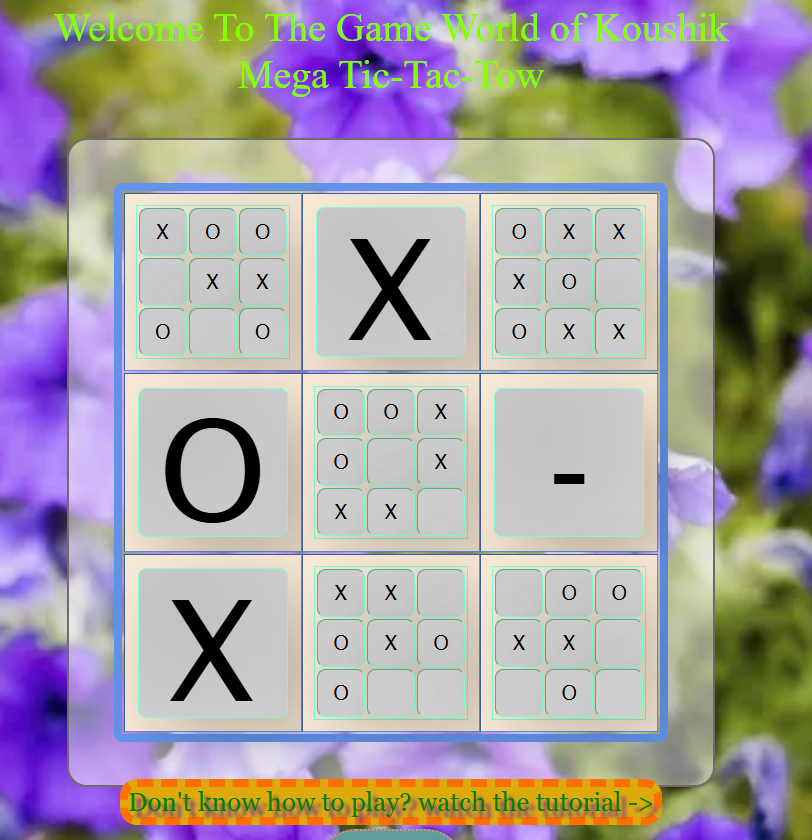 Welcome To The Game World of Koushik
Mega Tic-Tac-Tow
X O O X O X X
X X X O
O O O X X
O O O X -
O X
X X
X X X O O
O X O X X
O O
Don't know how to play? watch the tutorial ->